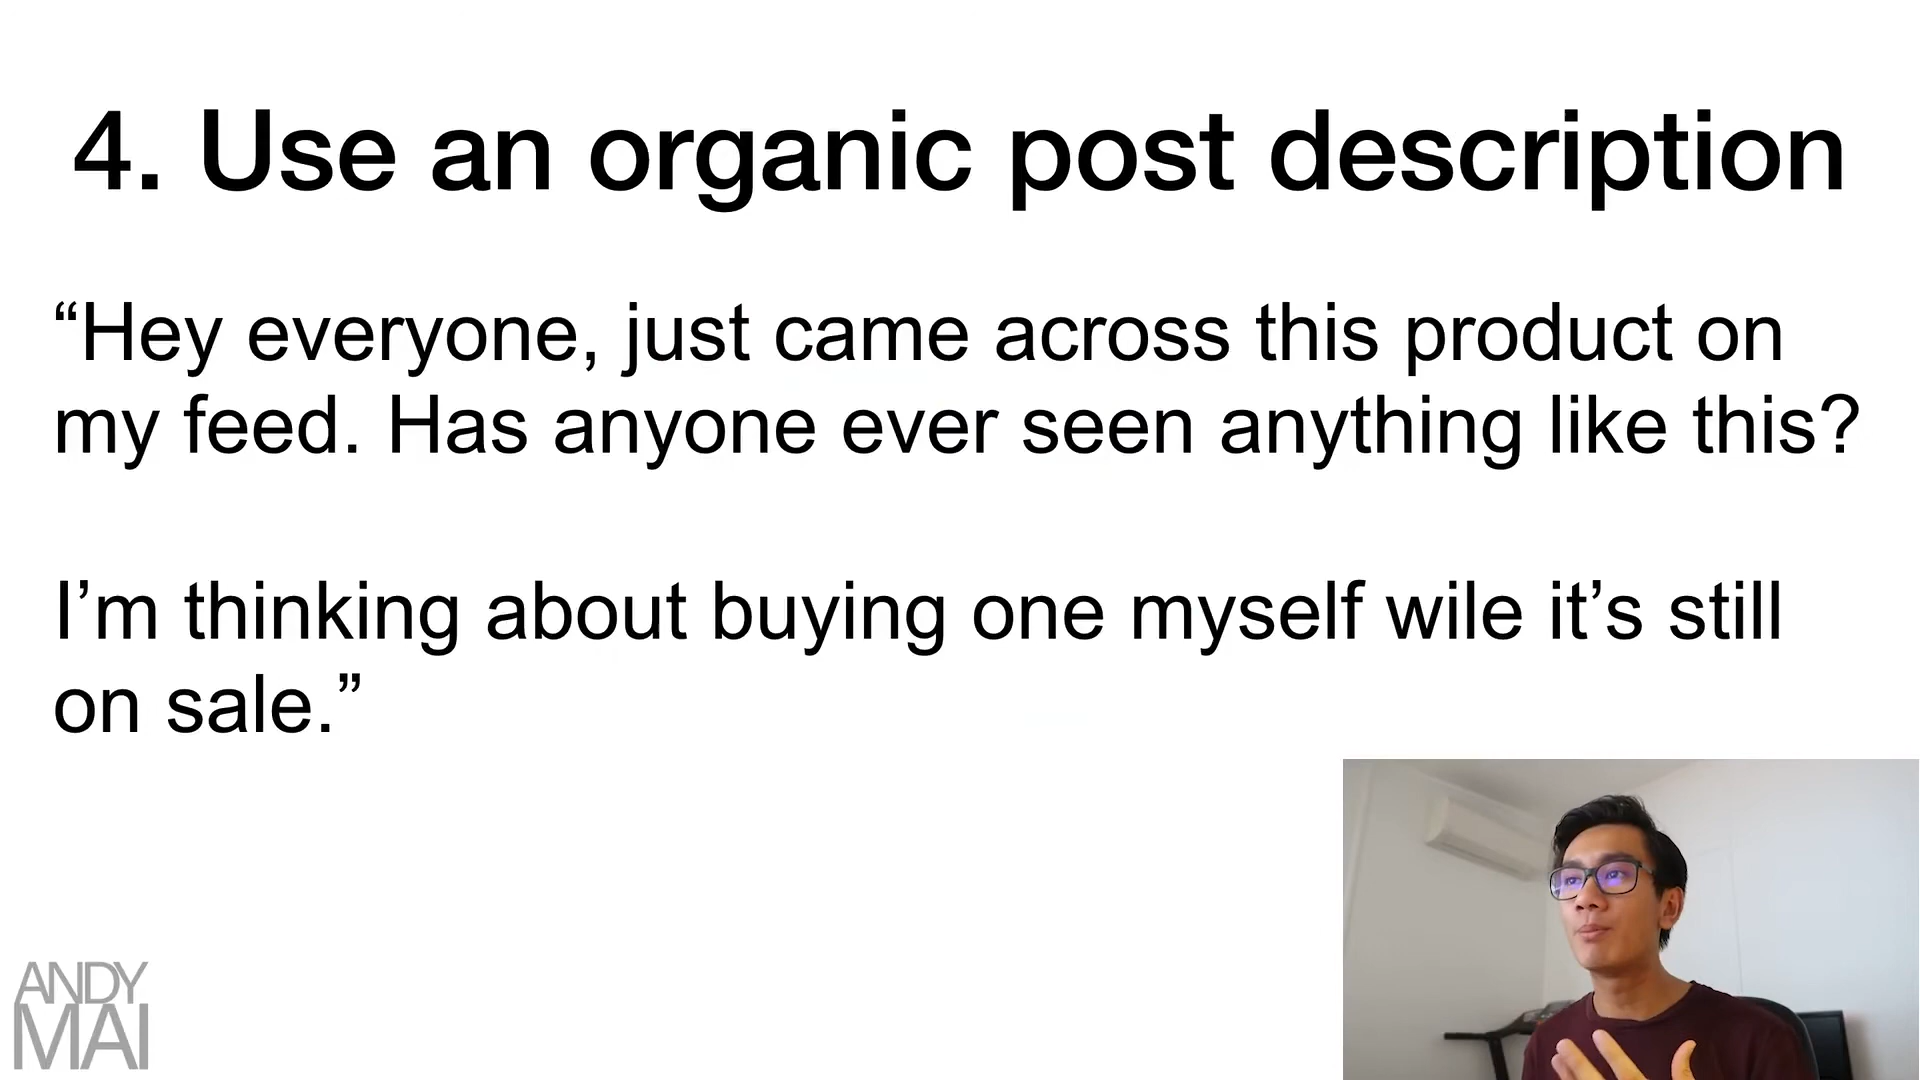 4. Use an organic post description
“Hey everyone, just came across this product on
my feed. Has anyone ever seen anything like this?
I’m thinking about buying one myself wile it’s still
on sale.”
ANDY
MAI